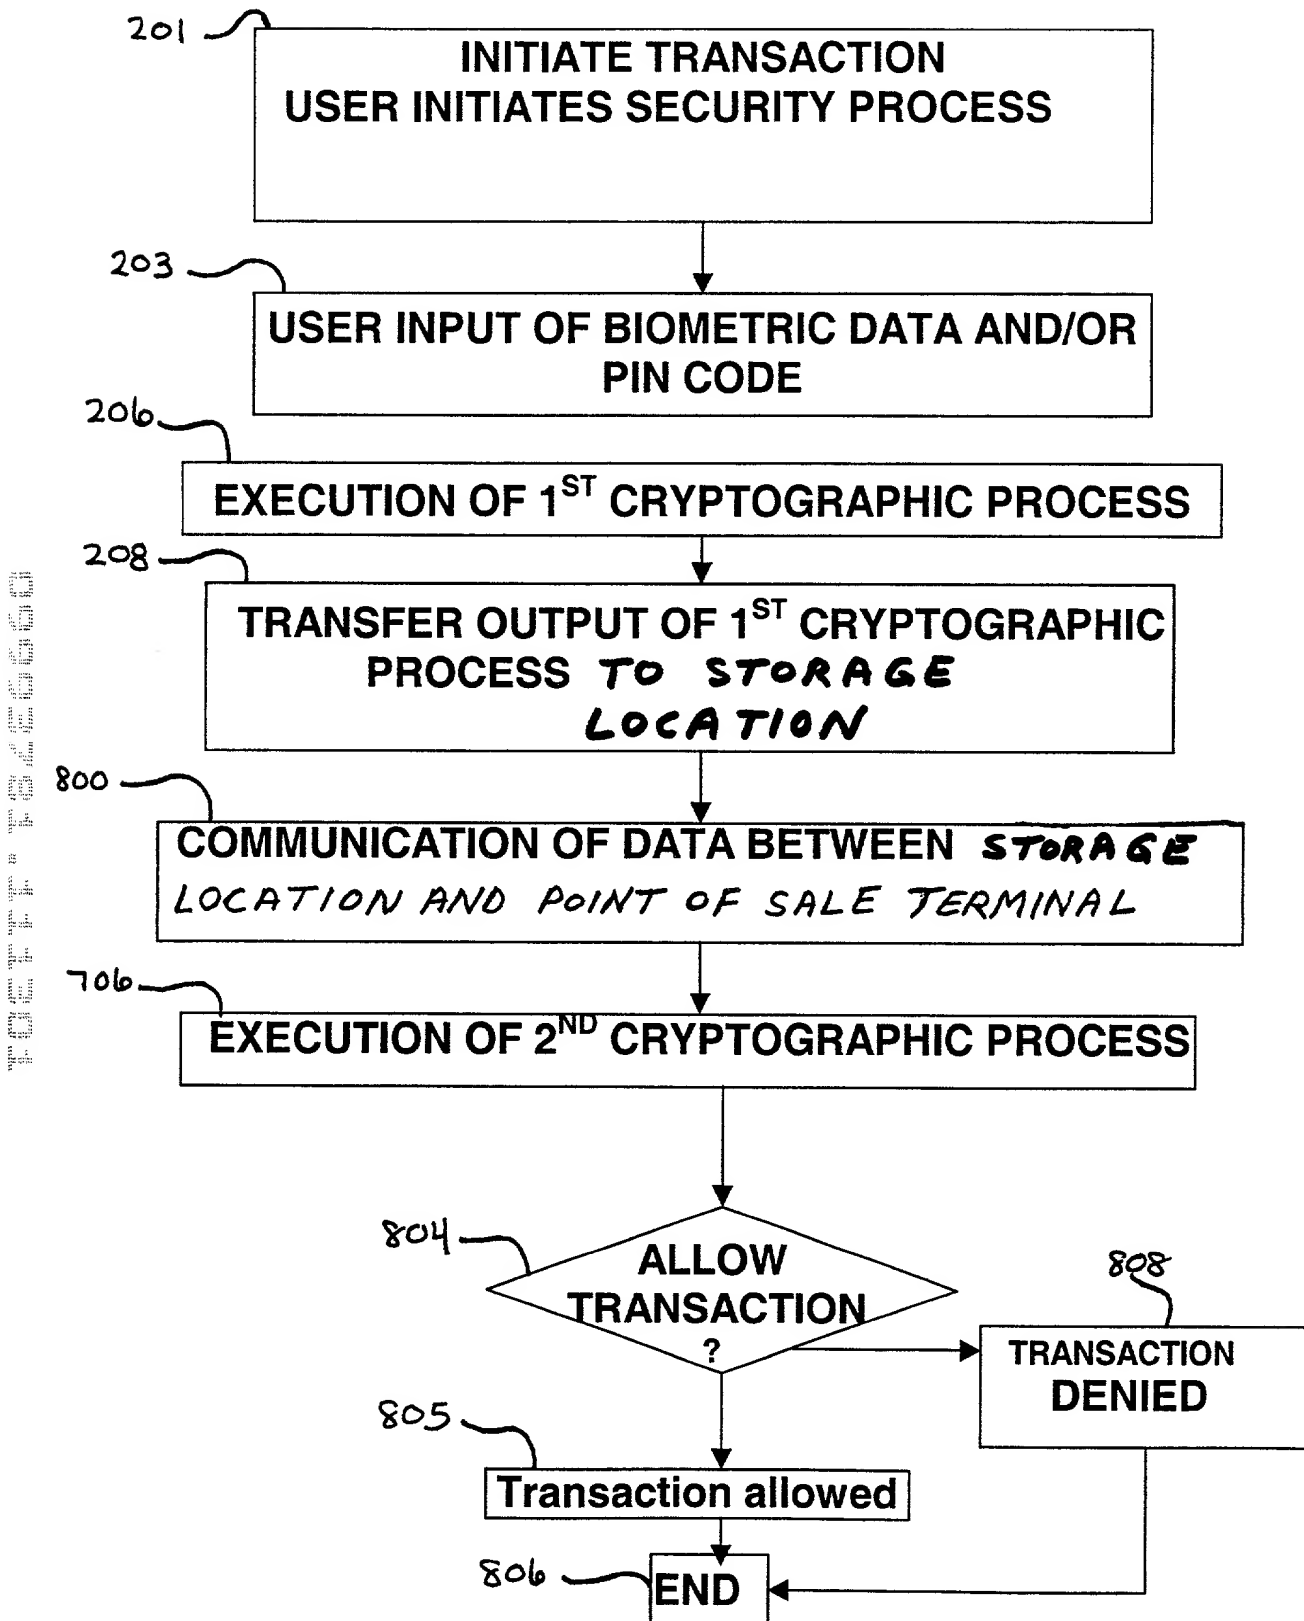 201
INITIATE TRANSACTION
USER INITIATES SECURITY PROCESS
203
USER INPUT OF BIOMETRIC DATA AND/OR
PIN CODE
206
EXECUTION OF 1ST CRYPTOGRAPHIC PROCESS
208
TRANSFER OUTPUT OF 1ST CRYPTOGRAPHIC
PROCESS TO STORAGE
LOCATION
800
COMMUNICATION OF DATA BETWEEN STORAGE
LOCATION AND POINT OF SALE TERMINAL
706
EXECUTION OF 2ND CRYPTOGRAPHIC PROCESS
804
ALLOW
TRANSACTION
?
808
TRANSACTION
DENIED
805
Transaction allowed
806
END